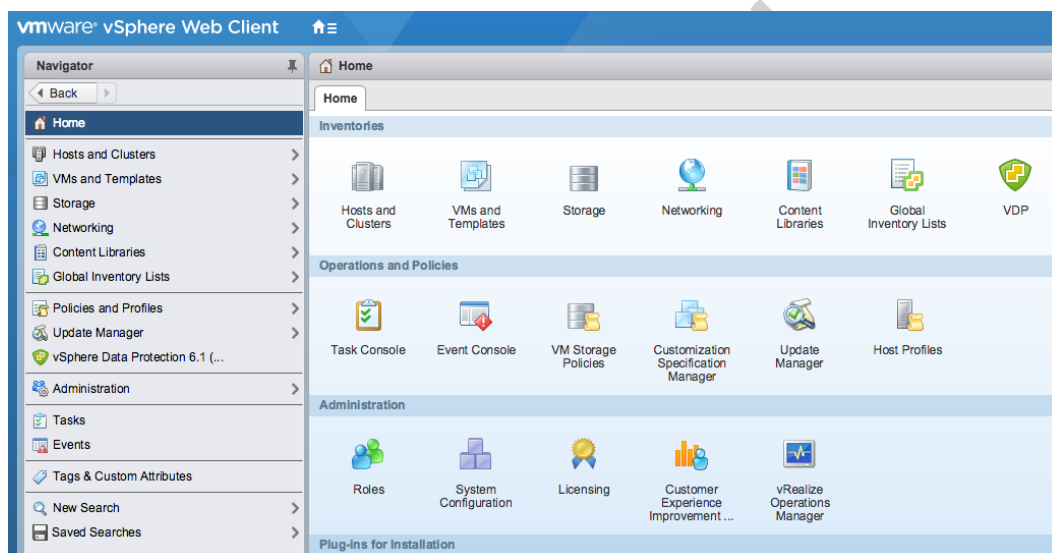 vmware® vSphere Web Client
Navigator
Back
Home
Hosts and Clusters
VMs and Templates
Storage
Networking
Content Libraries
Global Inventory Lists
Policies and Profiles
Update Manager
vSphere Data Protection 6.1 (...
Administration
Tasks
Events
Tags & Custom Attributes
New Search
Saved Searches
Home
Home
Inventories
Hosts and
Clusters
VMs and
Templates
Storage
Networking
Content
Libraries
Global
Inventory Lists
VDP
Operations and Policies
Task Console
Event Console
VM Storage
Policies
Customization
Specification
Manager
Update
Manager
Host Profiles
Administration
Roles
System
Configuration
Licensing
Customer
Experience
Improvement ...
vRealize
Operations
Manager
Plug-ins for Installation